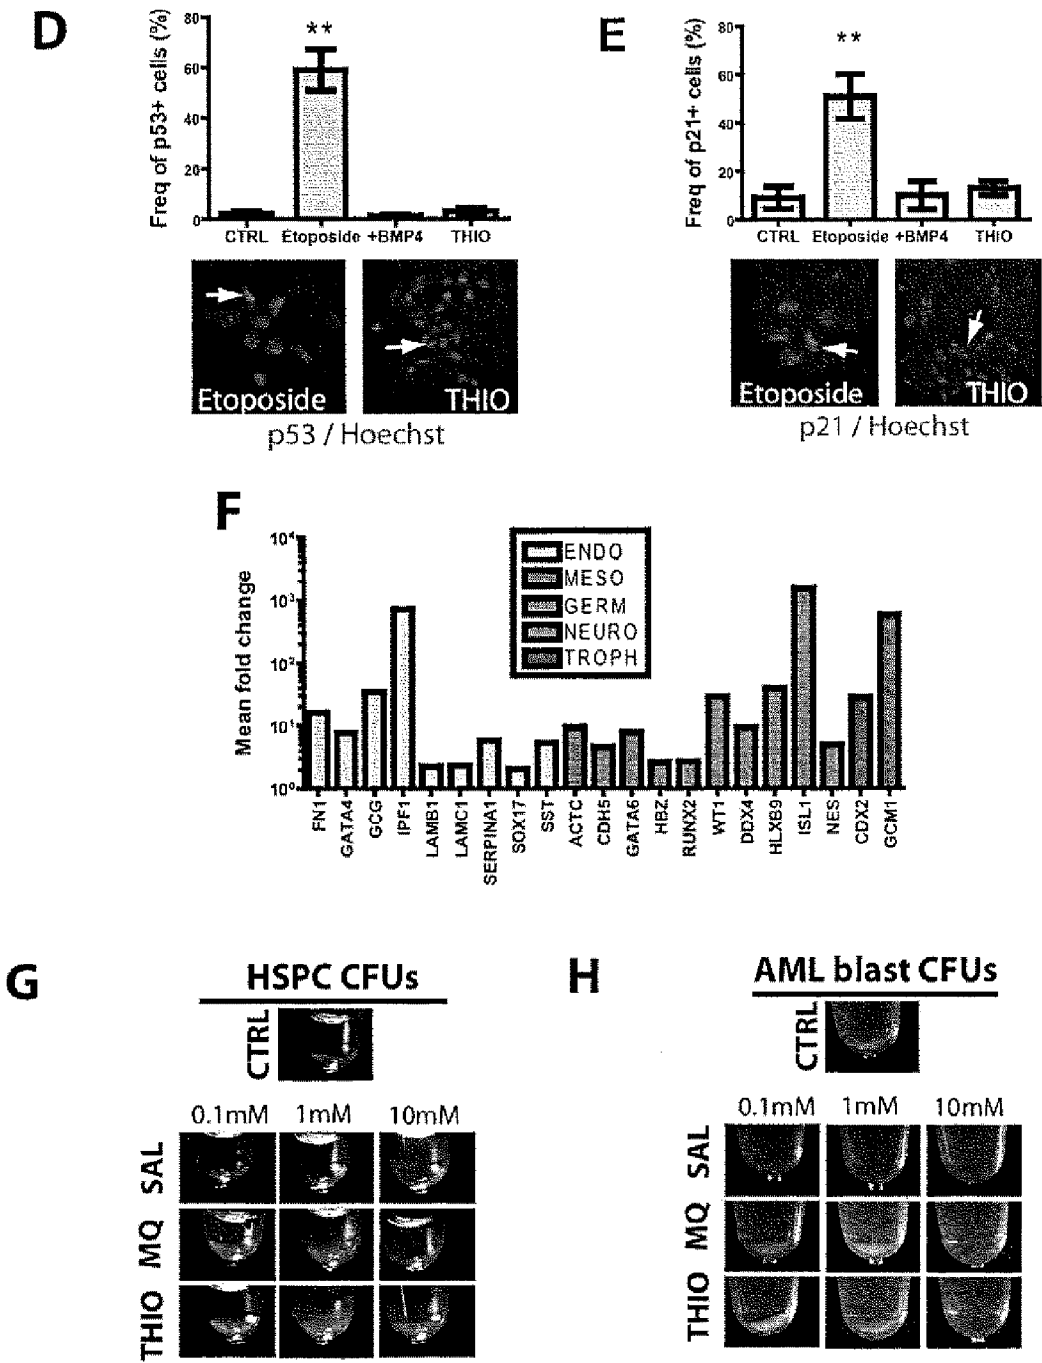 D
Freq of p53+ cells (%)
80
60
40
20
0
**
CTRL Etoposide +BMP4 THIO
Etoposide
THIO
p53 / Hoechst
E
Freq of p21+ cells (%)
80
60
40
20
0
**
CTRL Etoposide +BMP4 THIO
Etoposide
THIO
p21 / Hoechst
F
Mean fold change
10⁴
10³
10²
10¹
10⁰
ENDO
MESO
GERM
NEURO
TROPH
FN1
GATA4
GCG
IPF1
LAMB1
LAMC1
SERPINA1
SOX17
SST
ACTC
CDH5
GATA6
HBZ
RUNX2
WT1
DDX4
HLXB9
ISL1
NES
CDX2
GCM1
G
HSPC CFUs
CTRL
0.1mM 1mM 10mM
SAL
MQ
THIO
H
AML blast CFUs
CTRL
0.1mM 1mM 10mM
SAL
MQ
THIO